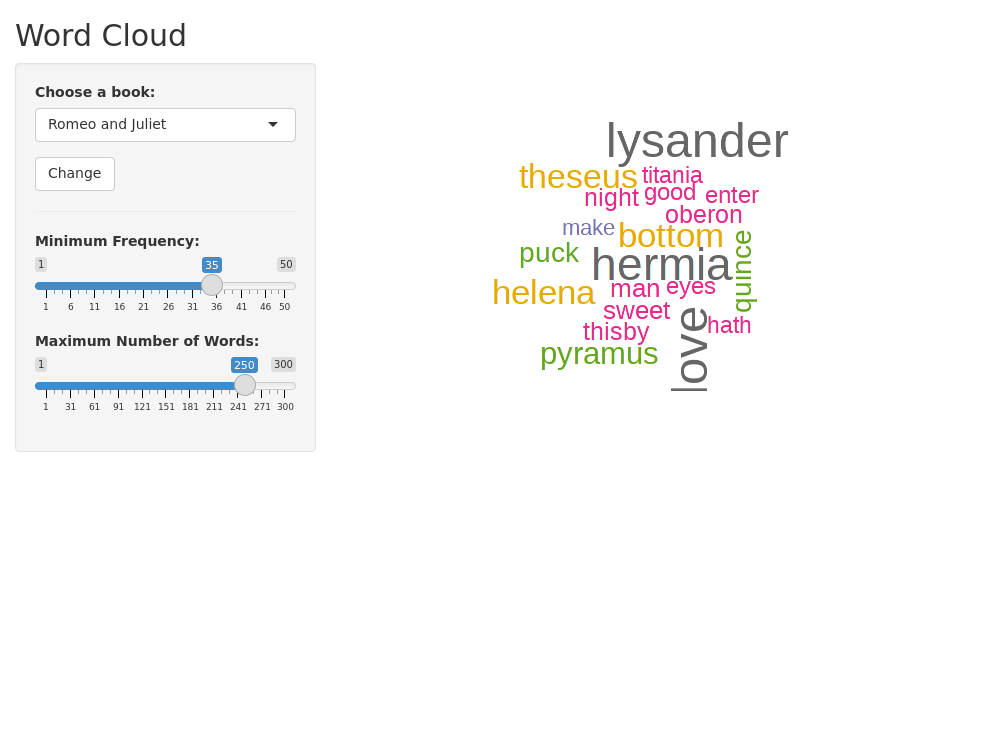 Word Cloud
Choose a book:
Romeo and Juliet
Change
Minimum Frequency:
1 35 50
1 6 11 16 21 26 31 36 41 46 50
Maximum Number of Words:
1 250 300
1 31 61 91 121 151 181 211 241 271 300
lysander
theseus
titania
night
good
enter
oberon
make
bottom
puck
hermia
quince
helena
man
eyes
sweet
thisby
hath
pyramus
love